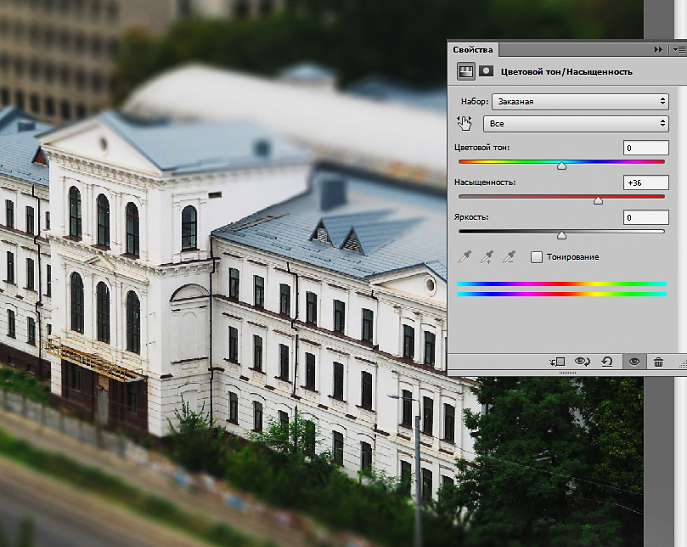 Свойства
Цветовой тон/Насыщенность
Набор: Заказная
Все
Цветовой тон: 0
Насыщенность: +36
Яркость: 0
Тонирование